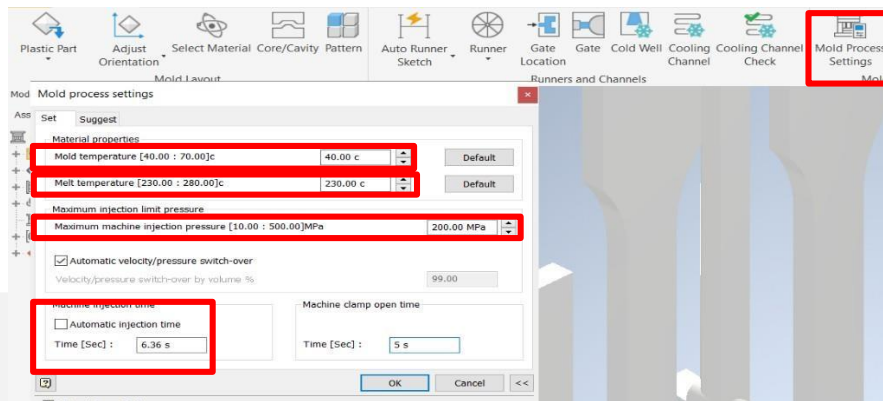 Plastic Part Adjust Orientation Select Material Core/Cavity Pattern Auto Runner Sketch Runner Gate Location Gate Cold Well Cooling Channel Cooling Channel Check Mold Process Settings
Mold Layout Runners and Channels
Mold process settings
Set Suggest
Material properties
Mold temperature [40.00 : 70.00]c 40.00 c Default
Melt temperature [230.00 : 280.00]c 230.00 c Default
Maximum injection limit pressure
Maximum machine injection pressure [10.00 : 500.00]MPa 200.00 MPa
Automatic velocity/pressure switch-over
Velocity/pressure switch-over by volume % 99.00
Machine injection time Machine clamp open time
Automatic injection time
Time [Sec] : 6.36 s Time [Sec] : 5 s
OK Cancel <<